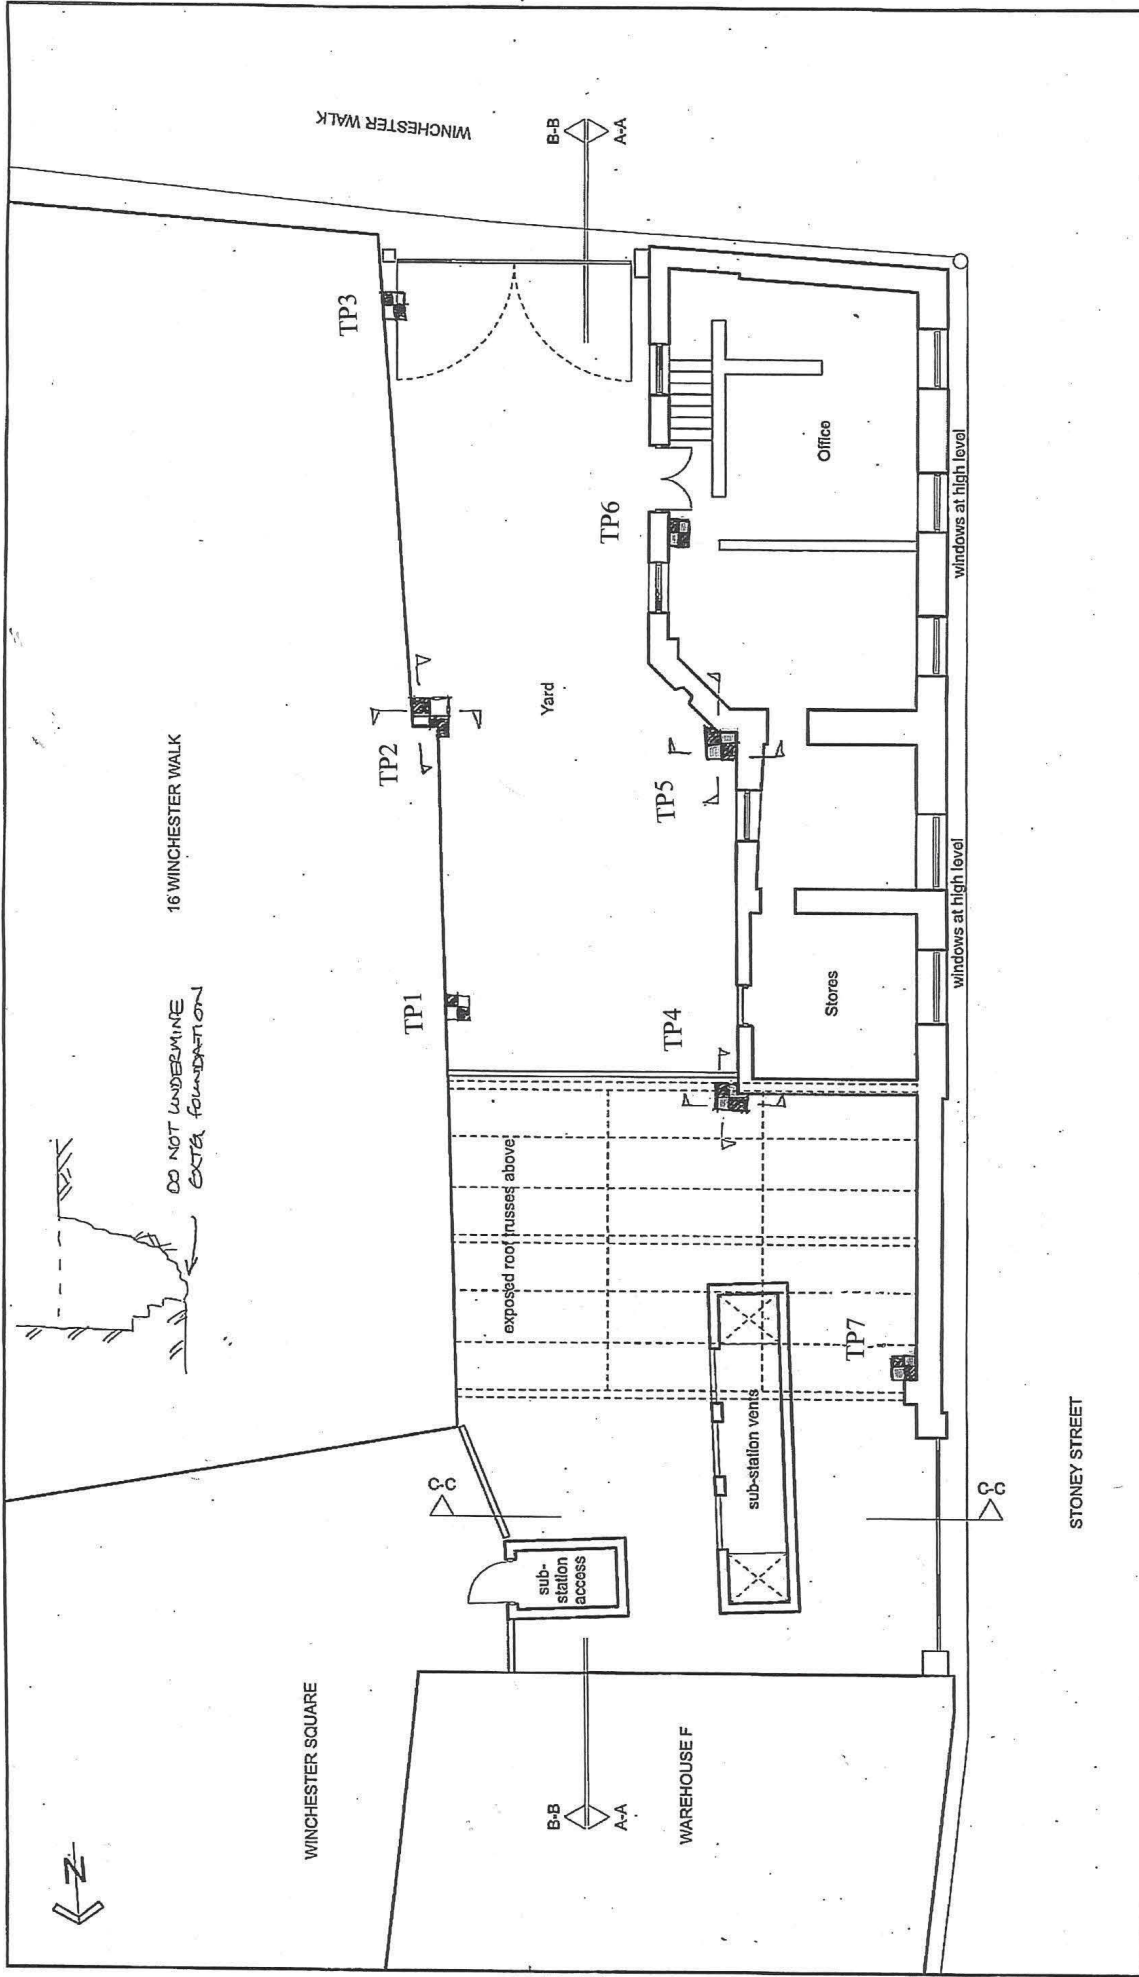 WINCHESTER WALK
B-B
A-A
TP3
16 WINCHESTER WALK
DO NOT UNDERMINE
EXTG FOUNDATION
TP2
TP6
Office
windows at high level
Yard
TP5
TP1
TP4
Stores
windows at high level
exposed roof trusses above
TP7
sub-station vents
C-C
C-C
STONEY STREET
sub-
station
access
WINCHESTER SQUARE
B-B
A-A
WAREHOUSE F
N